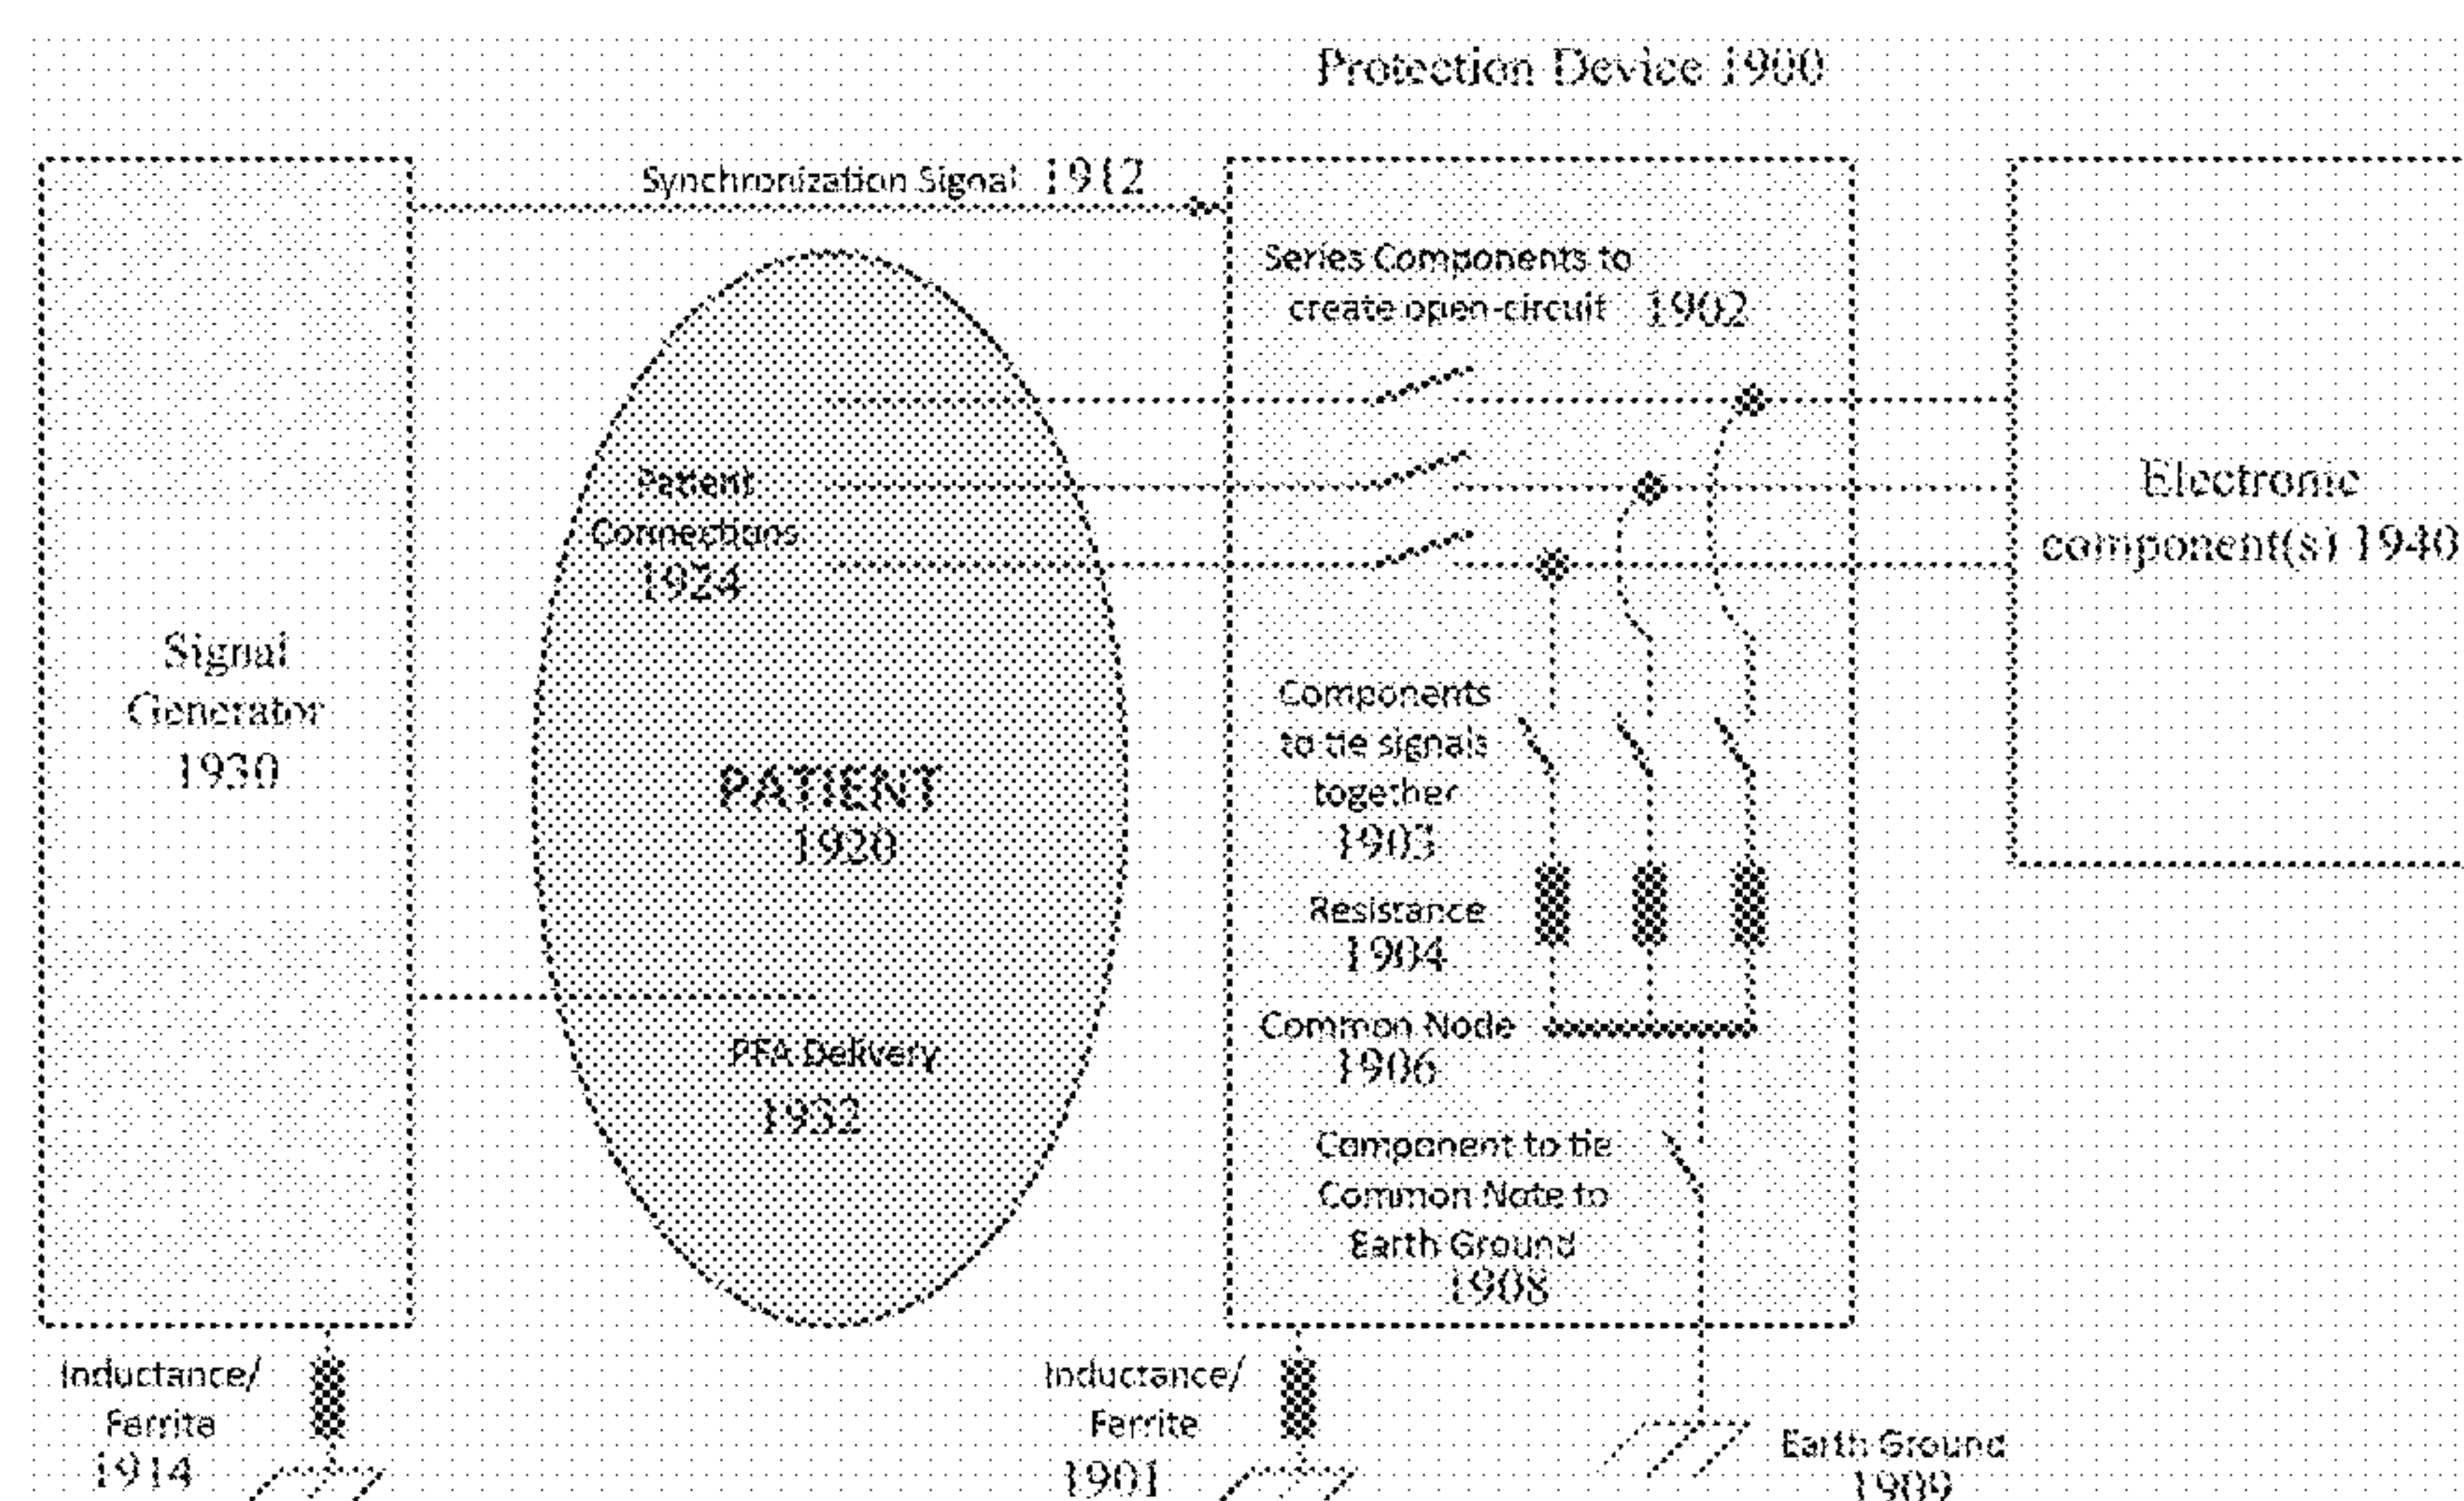 Protection Device 1900
Synchronization Signal 1912
Series Components to
create open-circuit 1902
Patient
Connections
1924
Electronic
component(s) 1940
Signal
Generator
1930
PATIENT
1920
Components
to tie signals
together
1903
Resistance
1904
Common Node
1906
PFA Delivery
1932
Component to tie
Common Note to
Earth Ground
1908
Inductance/
Ferrite
1914
Inductance/
Ferrite
1901
Earth Ground
1909